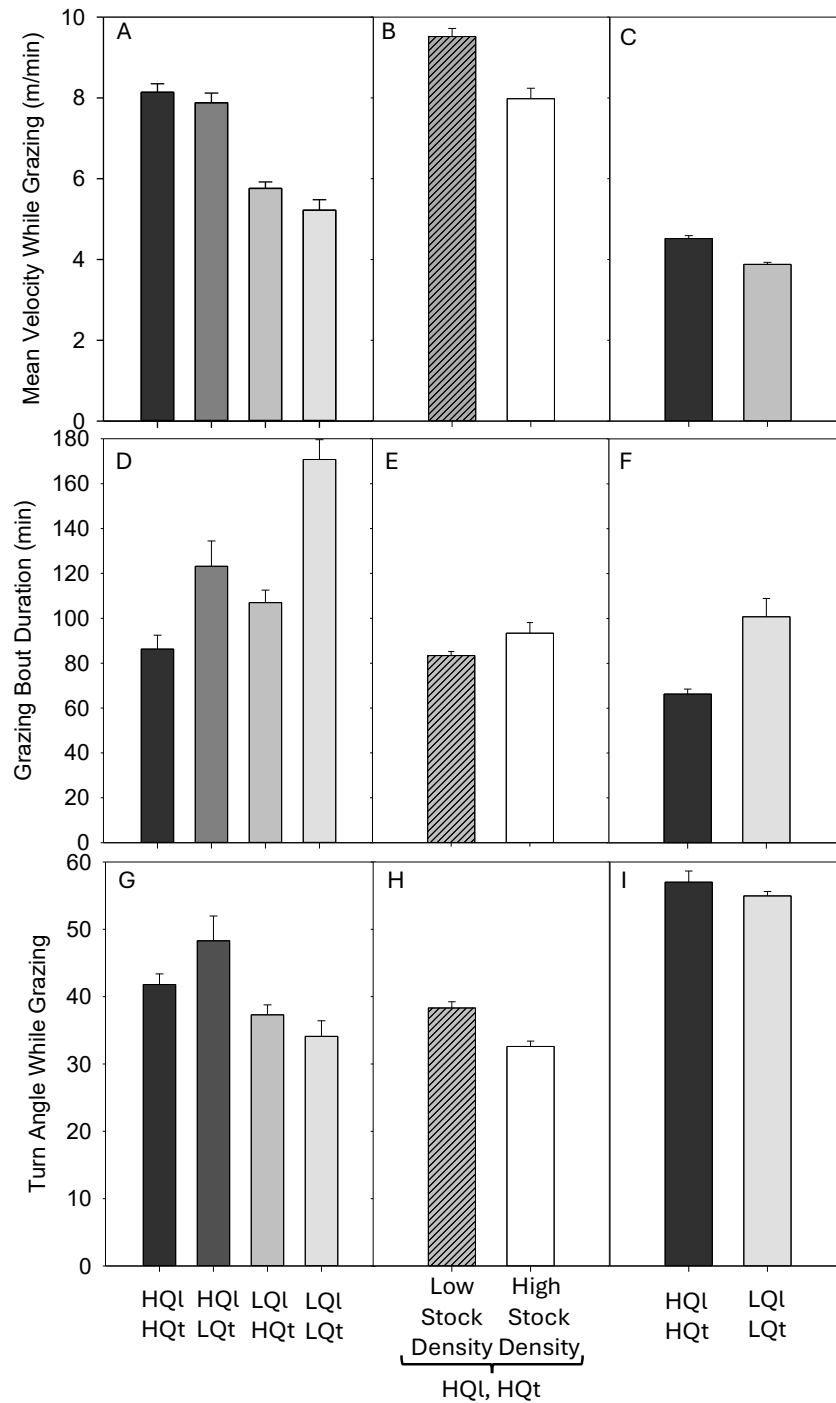 Mean Velocity While Grazing (m/min)
10
8
6
4
2
0
A
B
C
Grazing Bout Duration (min)
180
160
140
120
100
80
60
40
20
0
D
E
F
Turn Angle While Grazing
60
50
40
30
20
10
0
G
H
I
HQl HQl LQl LQl
HQt LQt HQt LQt
Low High
Stock Stock
Density Density
HQl, HQt
HQl LQl
HQt LQt